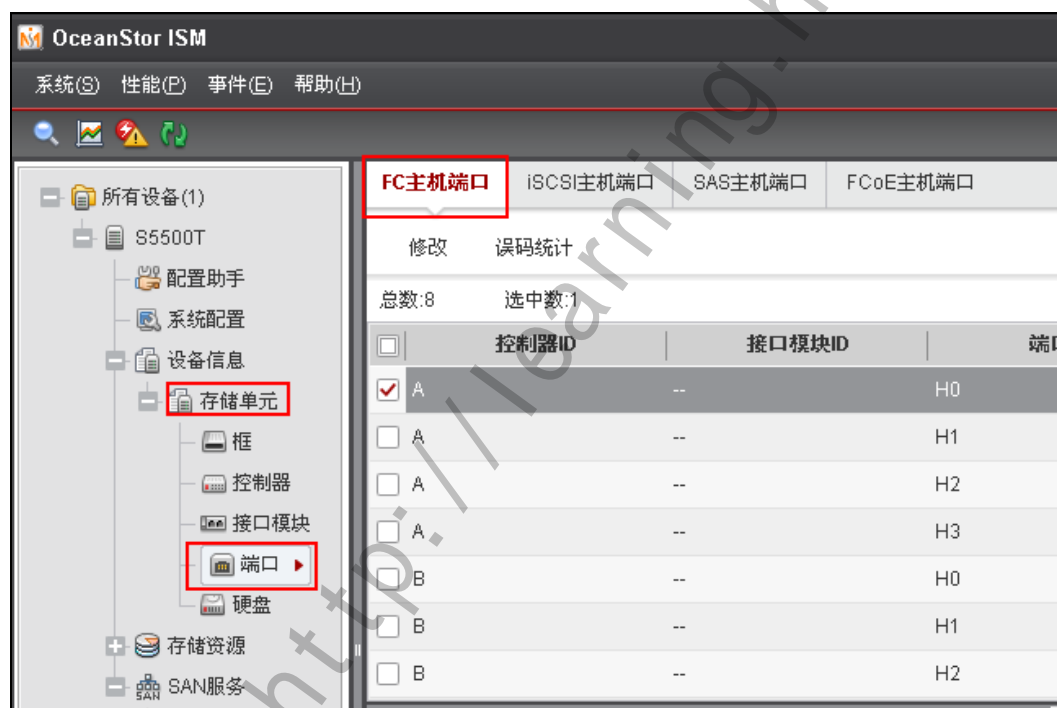 OceanStor ISM
系统(S) 性能(P) 事件(E) 帮助(H)
所有设备(1)
S5500T
配置助手
系统配置
设备信息
存储单元
框
控制器
接口模块
端口
硬盘
存储资源
SAN服务
FC主机端口 iSCSI主机端口 SAS主机端口 FCoE主机端口
修改 误码统计
总数:8 选中数:1
控制器ID 接口模块ID 端
A -- H0
A -- H1
A -- H2
A -- H3
B -- H0
B -- H1
B -- H2
http://learning.